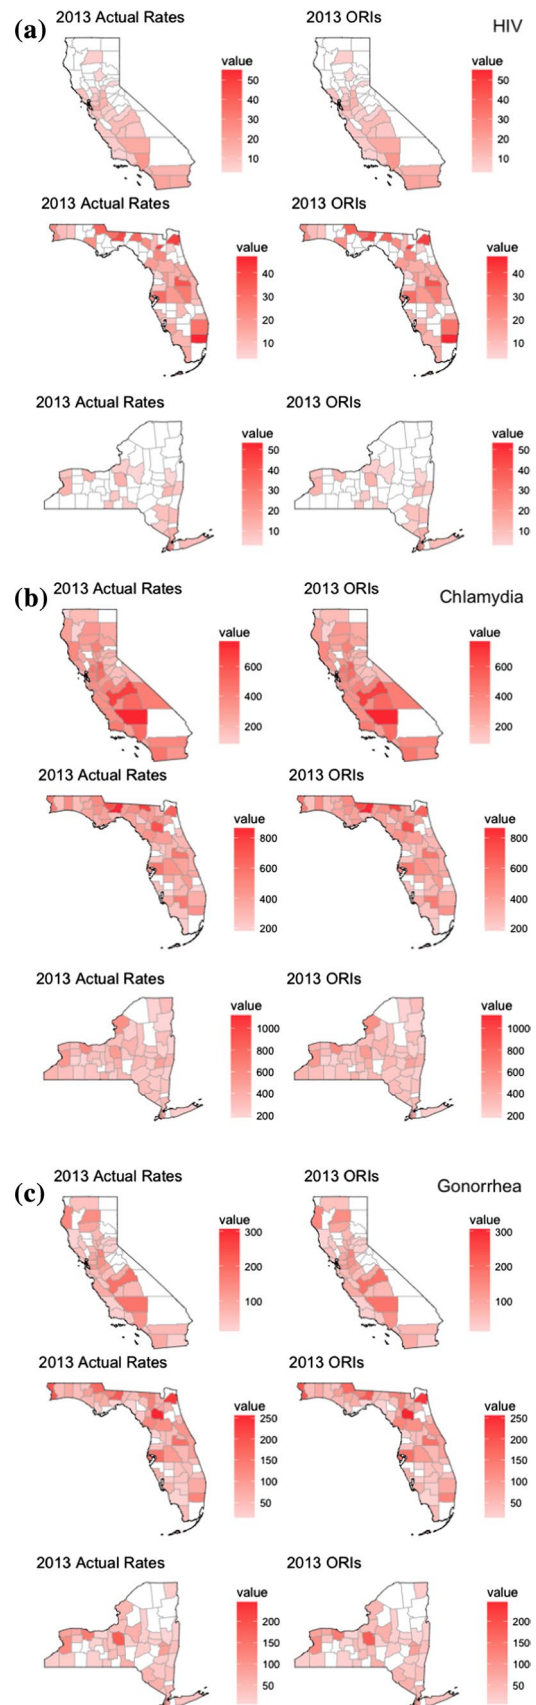 (a) 2013 Actual Rates 2013 ORIs HIV
value value
50 50
40 40
30 30
20 20
10 10
2013 Actual Rates 2013 ORIs
value value
40 40
30 30
20 20
10 10
2013 Actual Rates 2013 ORIs
value value
50 50
40 40
30 30
20 20
10 10
(b) 2013 Actual Rates 2013 ORIs Chlamydia
value value
600 600
400 400
200 200
2013 Actual Rates 2013 ORIs
value value
800 800
600 600
400 400
200 200
2013 Actual Rates 2013 ORIs
value value
1000 1000
800 800
600 600
400 400
200 200
(c) 2013 Actual Rates 2013 ORIs Gonorrhea
value value
300 300
200 200
100 100
2013 Actual Rates 2013 ORIs
value value
250 250
200 200
150 150
100 100
50 50
2013 Actual Rates 2013 ORIs
value value
200 200
150 150
100 100
50 50